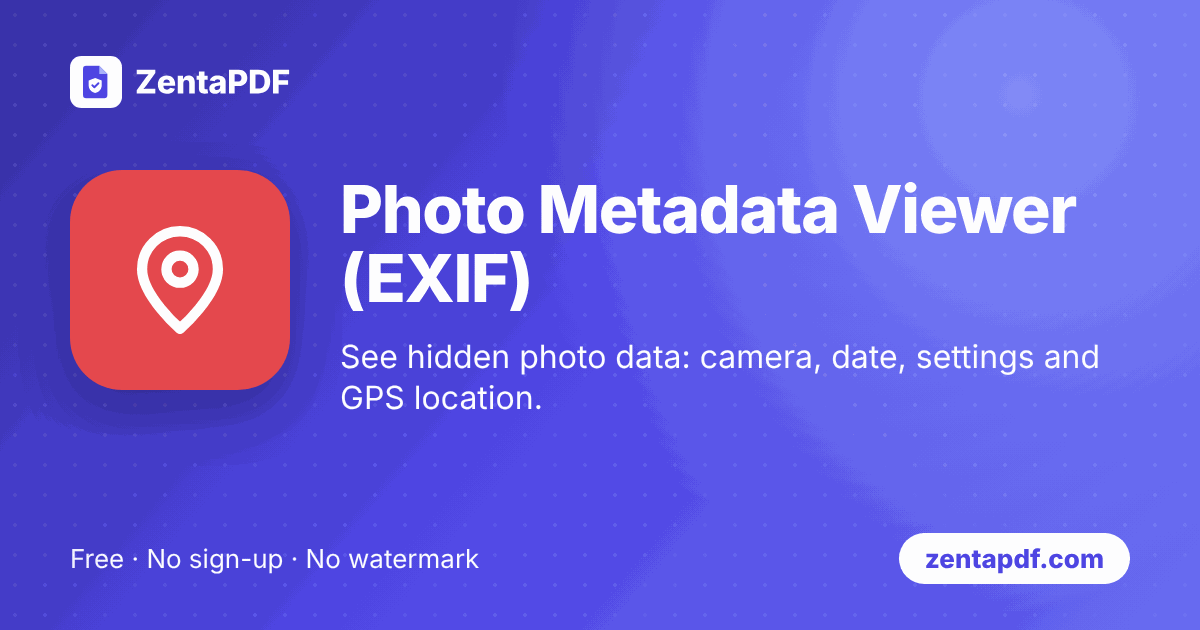 ZentaPDF
Photo Metadata Viewer
(EXIF)
See hidden photo data: camera, date, settings and
GPS location.
Free · No sign-up · No watermark
zentapdf.com